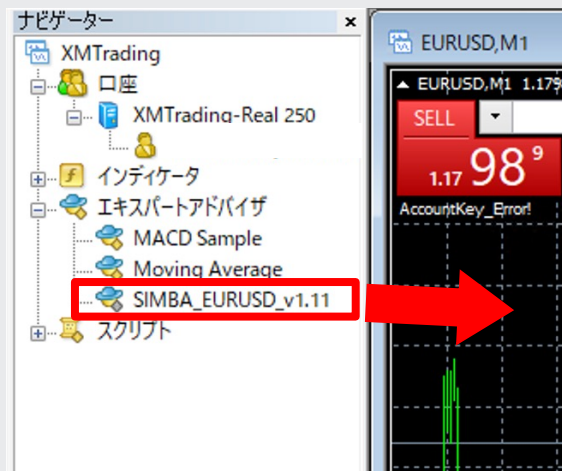 ナビゲーター
XMTrading
口座
XMTrading-Real 250
インディケータ
エキスパートアドバイザ
MACD Sample
Moving Average
SIMBA_EURUSD_v1.11
スクリプト
EURUSD,M1
EURUSD,M1 1.179
SELL
1.17 98 9
AccountKey_Error!